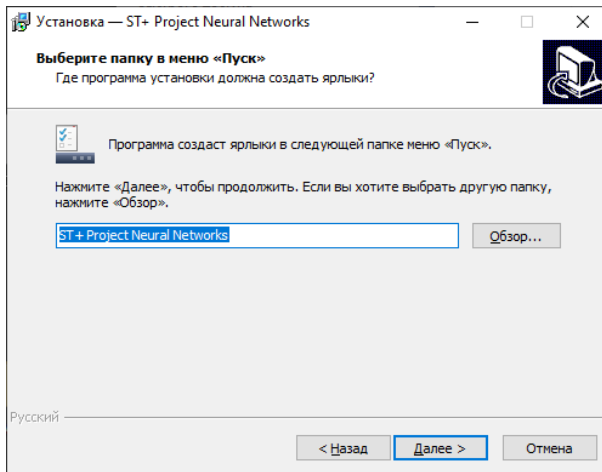 Установка — ST+ Project Neural Networks
Выберите папку в меню «Пуск»
Где программа установки должна создать ярлыки?
Программа создаст ярлыки в следующей папке меню «Пуск».
Нажмите «Далее», чтобы продолжить. Если вы хотите выбрать другую папку,
нажмите «Обзор».
ST+ Project Neural Networks
Обзор...
Русский
< Назад
Далее >
Отмена